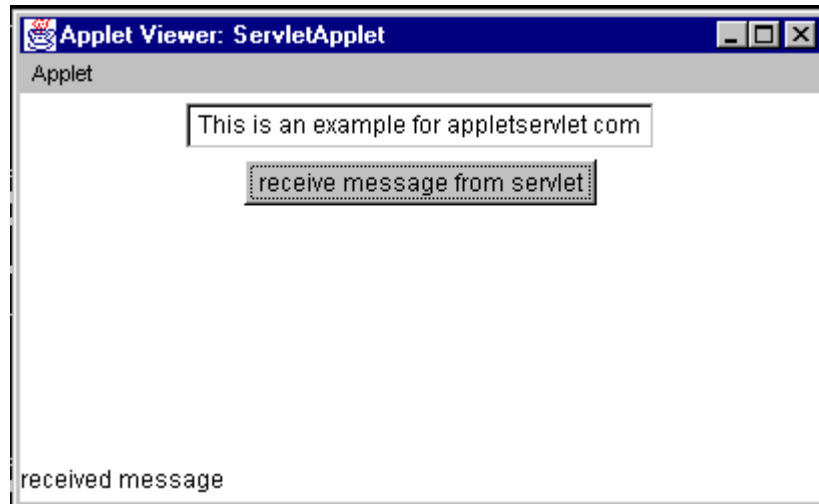 Applet Viewer: ServletApplet
Applet
This is an example for appletservlet com
receive message from servlet
received message